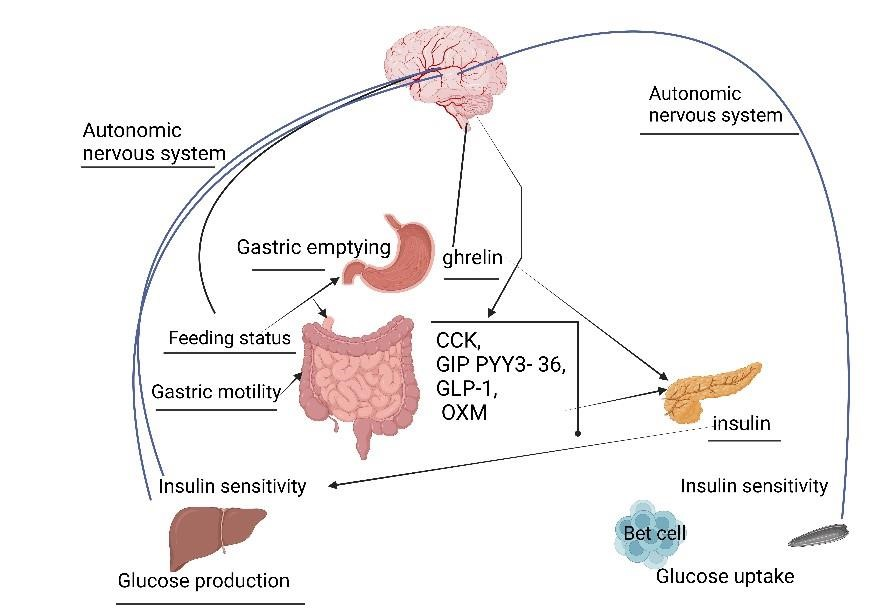 Autonomic
nervous system
Autonomic
nervous system
Gastric emptying
ghrelin
Feeding status
CCK,
GIP PYY3- 36,
GLP-1,
OXM
Gastric motility
insulin
Insulin sensitivity
Insulin sensitivity
Bet cell
Glucose production
Glucose uptake